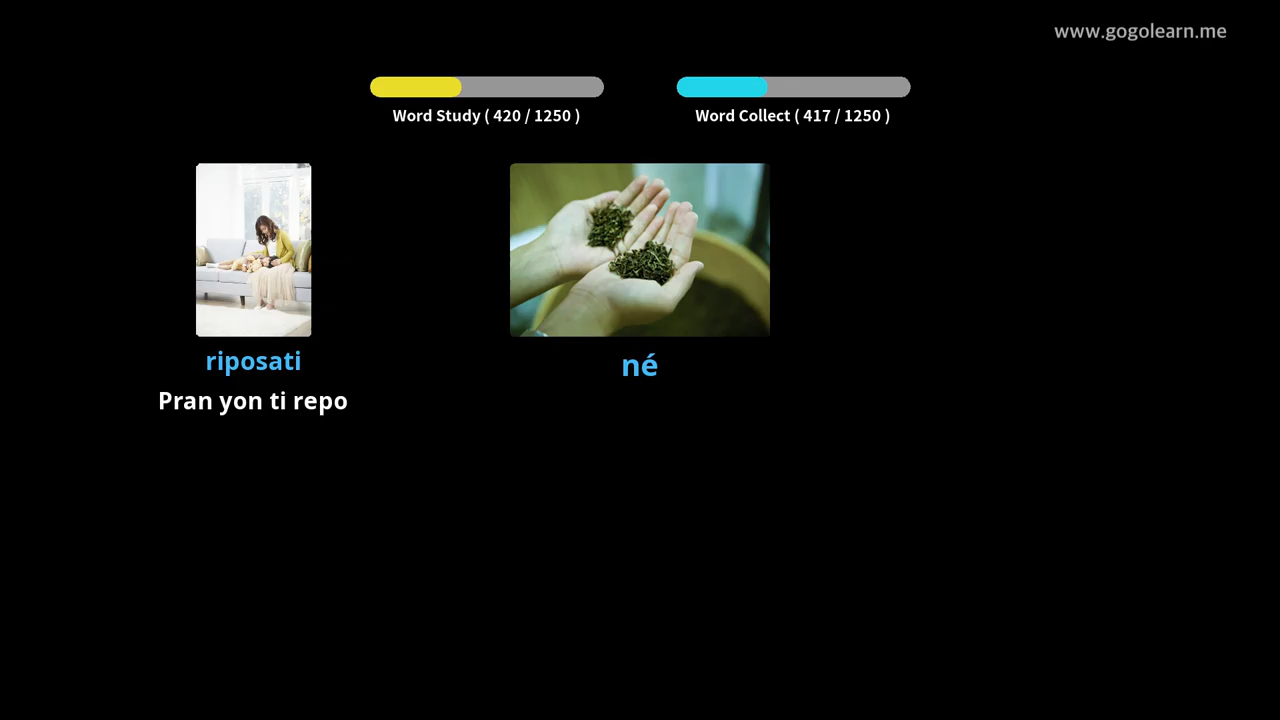 www.gogolearn.me
Word Study ( 420 / 1250 )
Word Collect ( 417 / 1250 )
riposati
né
Pran yon ti repo